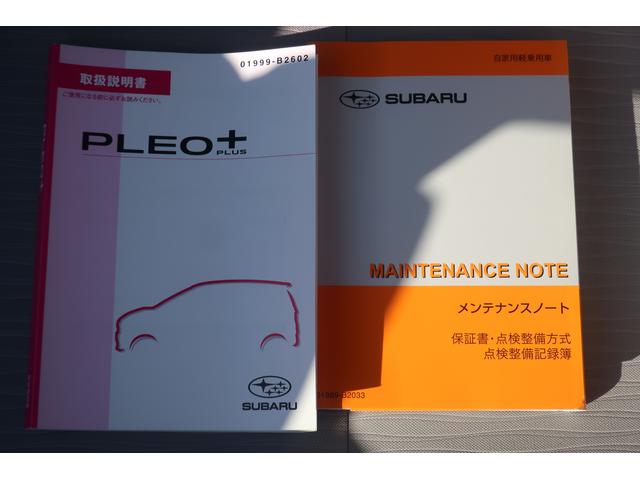 01999-B2602
取扱説明書
ご使用になる前に必ずお読みください。
PLEO+
PLUS
SUBARU
自家用軽乗用車
SUBARU
MAINTENANCE NOTE
メンテナンスノート
保証書・点検整備方式
点検整備記録簿
01989-B2033